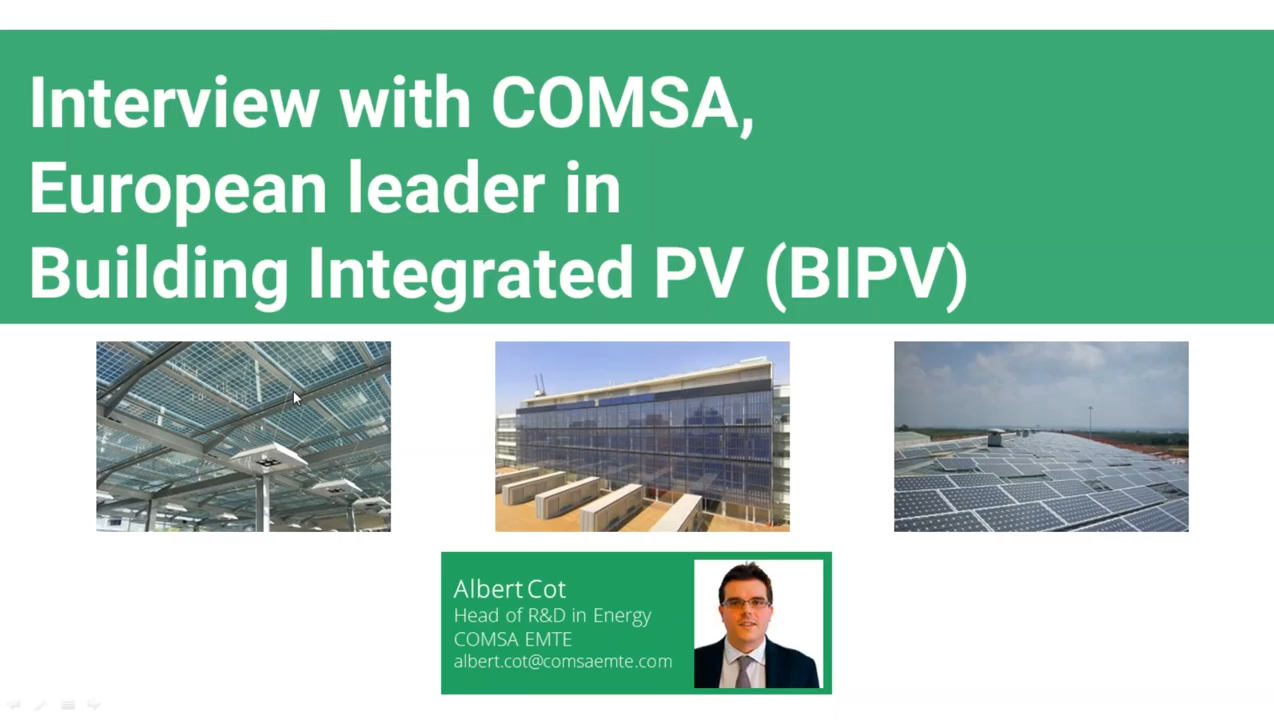 Interview with COMSA,
European leader in
Building Integrated PV (BIPV)
Albert Cot
Head of R&D in Energy
COMSA EMTE
albert.cot@comsaemte.com